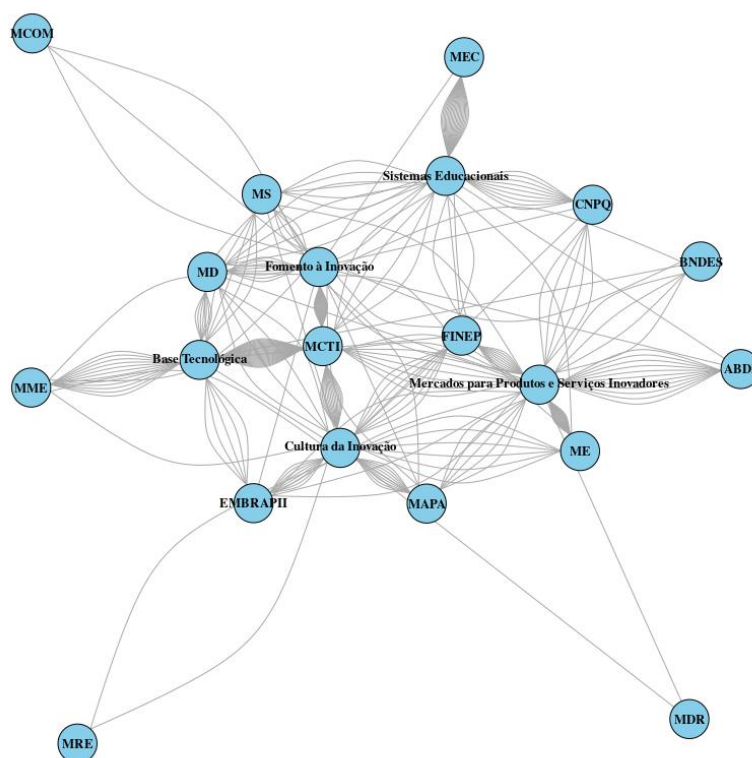 MCOM
MEC
Sistemas Educacionais
MS
CNPQ
MD
Fomento à Inovação
BNDES
FINEP
MCTI
Base Tecnológica
ABD
MME
Mercados para Produtos e Serviços Inovadores
Cultura da Inovação
ME
EMBRAPII
MAPA
MDR
MRE